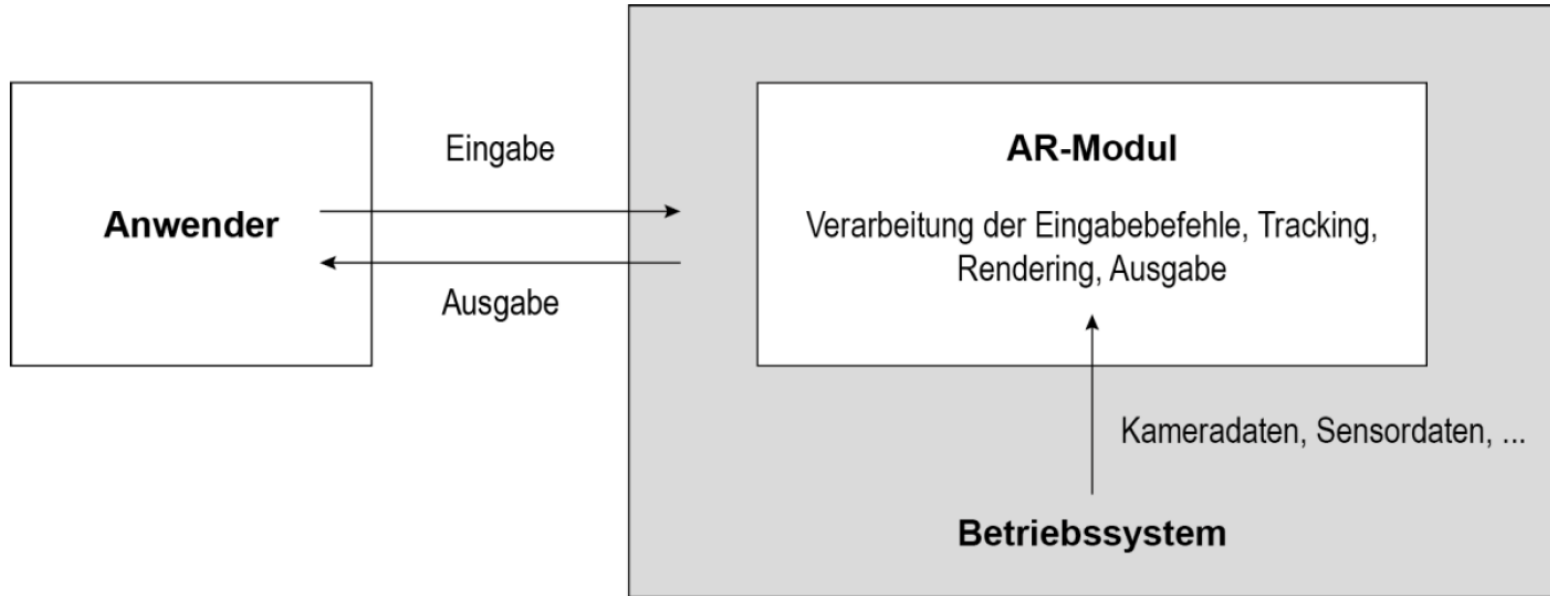 Eingabe
Anwender
Ausgabe
AR-Modul
Verarbeitung der Eingabebefehle, Tracking,
Rendering, Ausgabe
Kameradaten, Sensordaten, ...
Betriebssystem